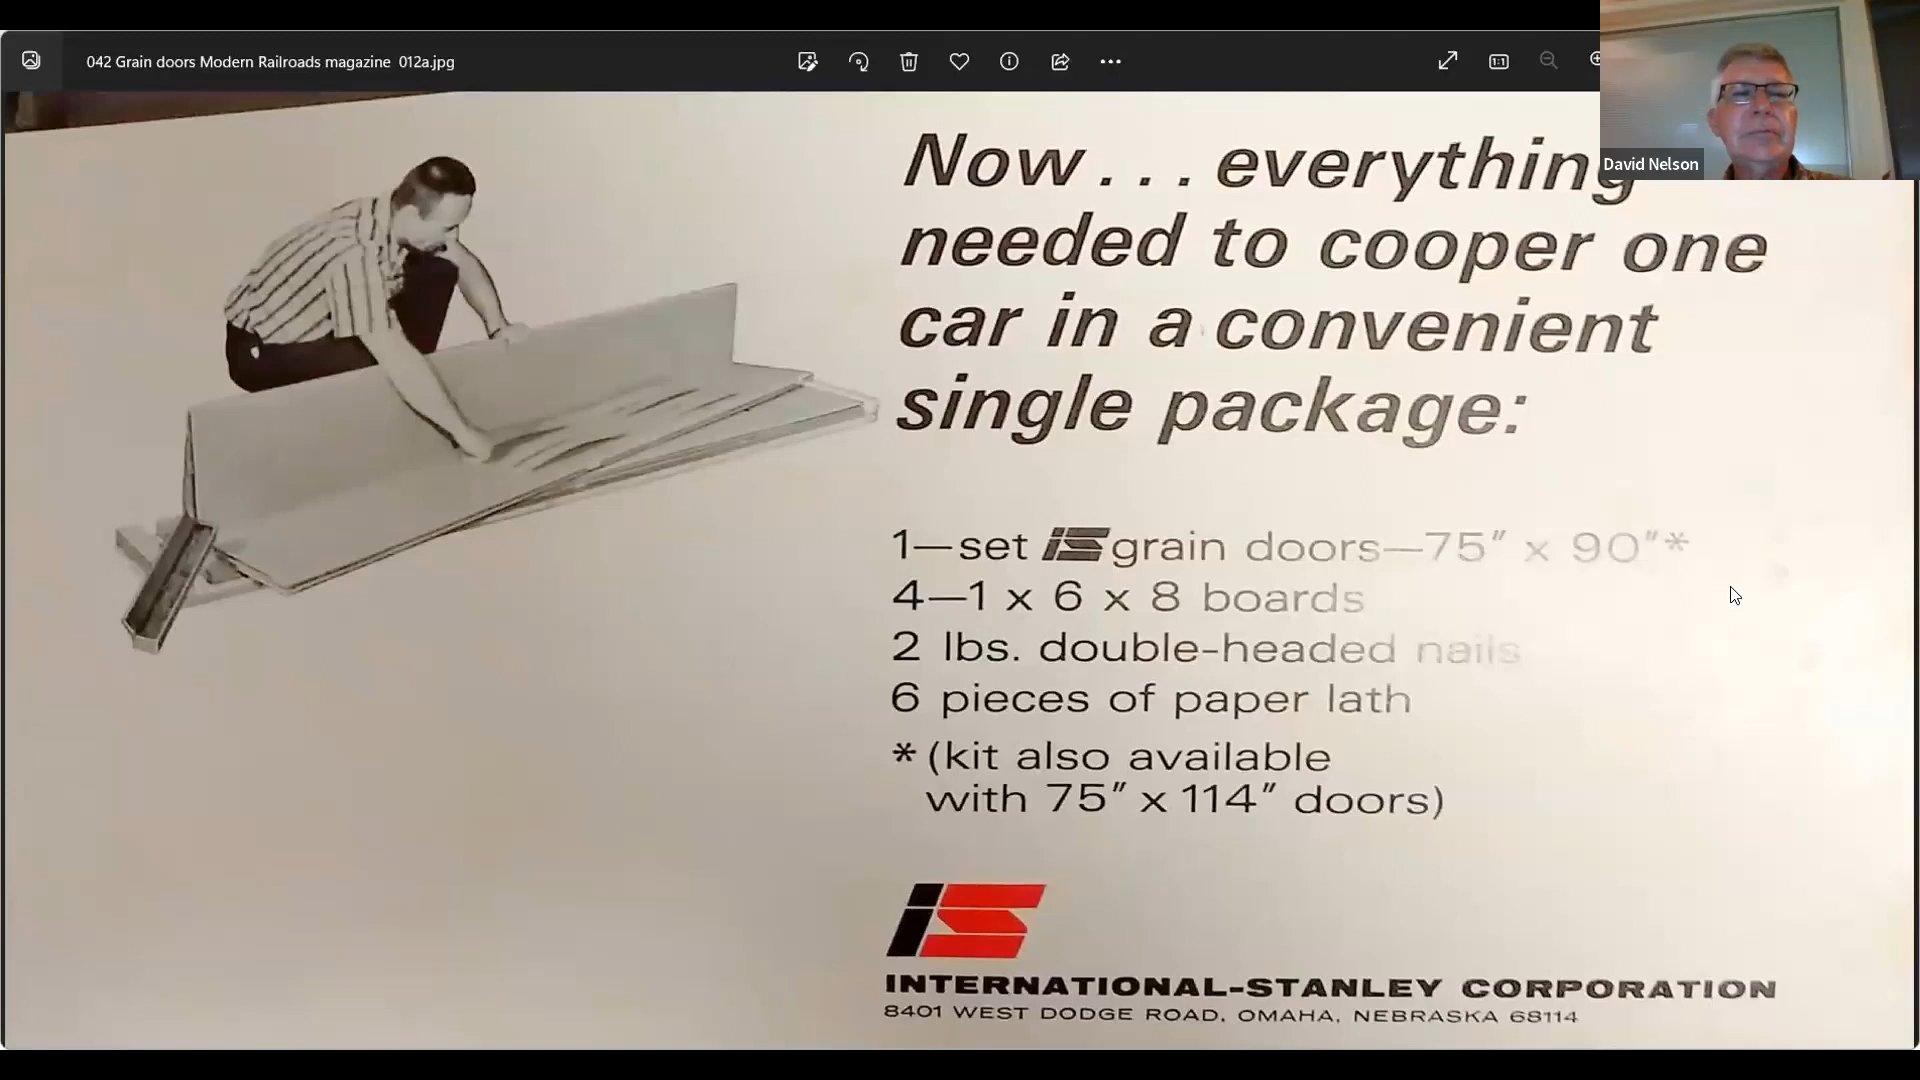 042 Grain doors Modern Railroads magazine 012a.jpg
David Nelson
Now... everything
needed to cooper one
car in a convenient
single package:
1—set is grain doors—75" x 90"*
4—1 x 6 x 8 boards
2 lbs. double-headed nails
6 pieces of paper lath
* (kit also available
with 75" x 114" doors)
is
INTERNATIONAL-STANLEY CORPORATION
8401 WEST DODGE ROAD, OMAHA, NEBRASKA 68114